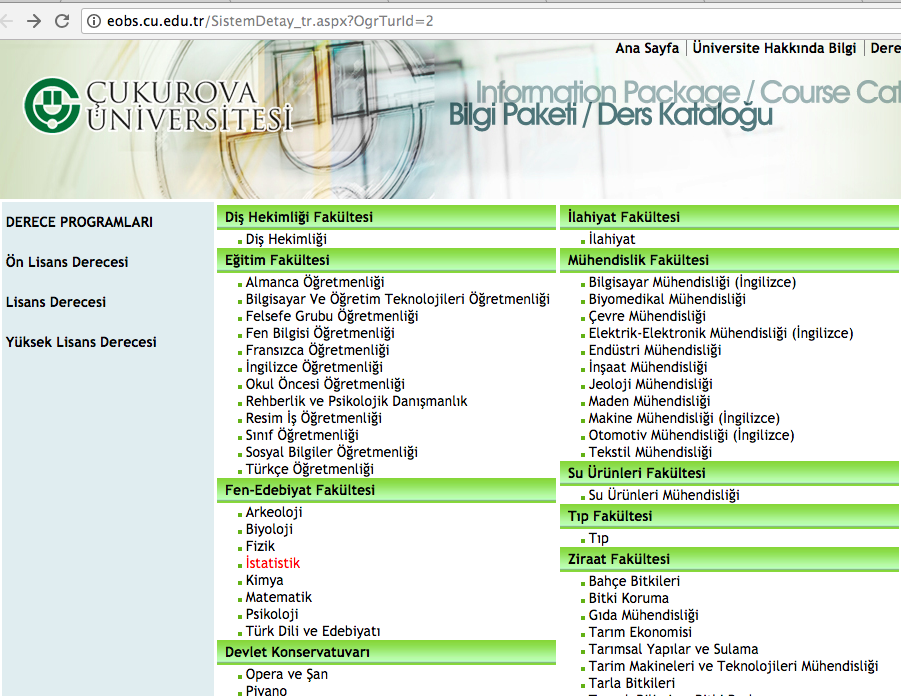 eobs.cu.edu.tr/SistemDetay_tr.aspx?OgrTurId=2
Ana Sayfa | Üniversite Hakkında Bilgi | Dere
ÇUKUROVA
ÜNİVERSİTESİ
Information Package / Course Cat
Bilgi Paketi / Ders Kataloğu
DERECE PROGRAMLARI
Ön Lisans Derecesi
Lisans Derecesi
Yüksek Lisans Derecesi
Diş Hekimliği Fakültesi
Diş Hekimliği
Eğitim Fakültesi
Almanca Öğretmenliği
Bilgisayar Ve Öğretim Teknolojileri Öğretmenliği
Felsefe Grubu Öğretmenliği
Fen Bilgisi Öğretmenliği
Fransızca Öğretmenliği
İngilizce Öğretmenliği
Okul Öncesi Öğretmenliği
Rehberlik ve Psikolojik Danışmanlık
Resim İş Öğretmenliği
Sınıf Öğretmenliği
Sosyal Bilgiler Öğretmenliği
Türkçe Öğretmenliği
Fen-Edebiyat Fakültesi
Arkeoloji
Biyoloji
Fizik
İstatistik
Kimya
Matematik
Psikoloji
Türk Dili ve Edebiyatı
Devlet Konservatuvarı
Opera ve Şan
Piyano
İlahiyat Fakültesi
İlahiyat
Mühendislik Fakültesi
Bilgisayar Mühendisliği (İngilizce)
Biyomedikal Mühendisliği
Çevre Mühendisliği
Elektrik-Elektronik Mühendisliği (İngilizce)
Endüstri Mühendisliği
İnşaat Mühendisliği
Jeoloji Mühendisliği
Maden Mühendisliği
Makine Mühendisliği (İngilizce)
Otomotiv Mühendisliği (İngilizce)
Tekstil Mühendisliği
Su Ürünleri Fakültesi
Su Ürünleri Mühendisliği
Tıp Fakültesi
Tıp
Ziraat Fakültesi
Bahçe Bitkileri
Bitki Koruma
Gıda Mühendisliği
Tarım Ekonomisi
Tarımsal Yapılar ve Sulama
Tarim Makineleri ve Teknolojileri Mühendisliği
Tarla Bitkileri